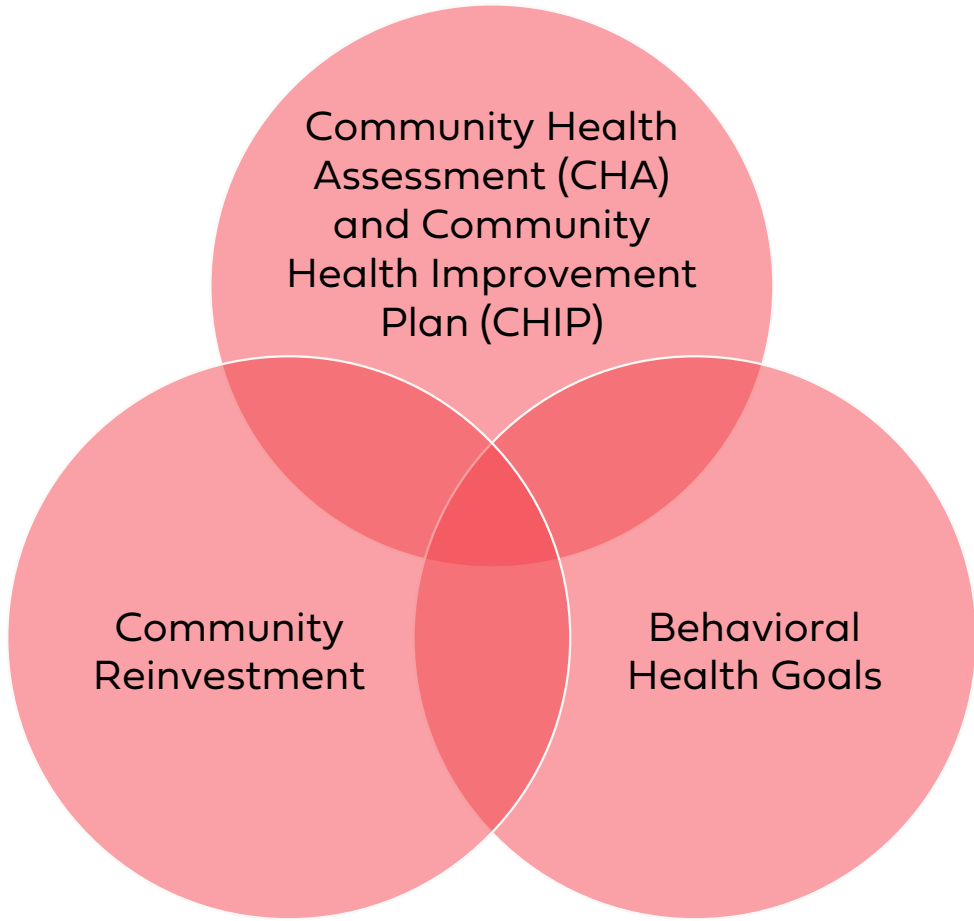 Community Health
Assessment (CHA)
and Community
Health Improvement
Plan (CHIP)
Community
Reinvestment
Behavioral
Health Goals